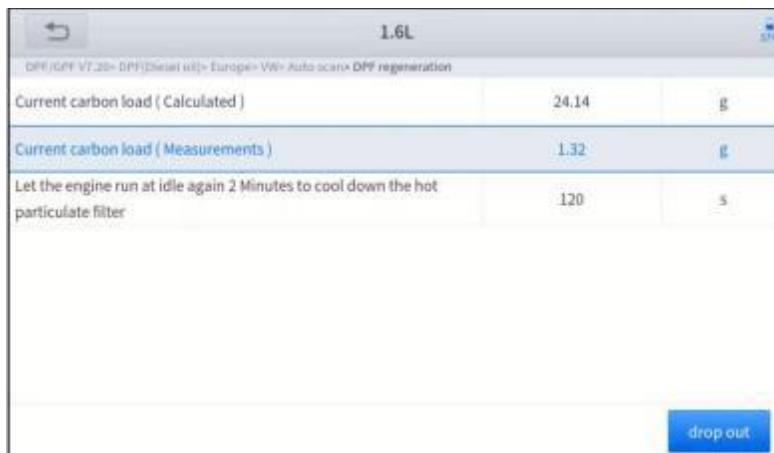 1.6L
DPF/GPF V7.20> DPF(Diesel oil)> Europe> VW> Auto scan> DPF regeneration
Current carbon load ( Calculated ) 24.14 g
Current carbon load ( Measurements ) 1.32 g
Let the engine run at idle again 2 Minutes to cool down the hot
particulate filter 120 s
drop out